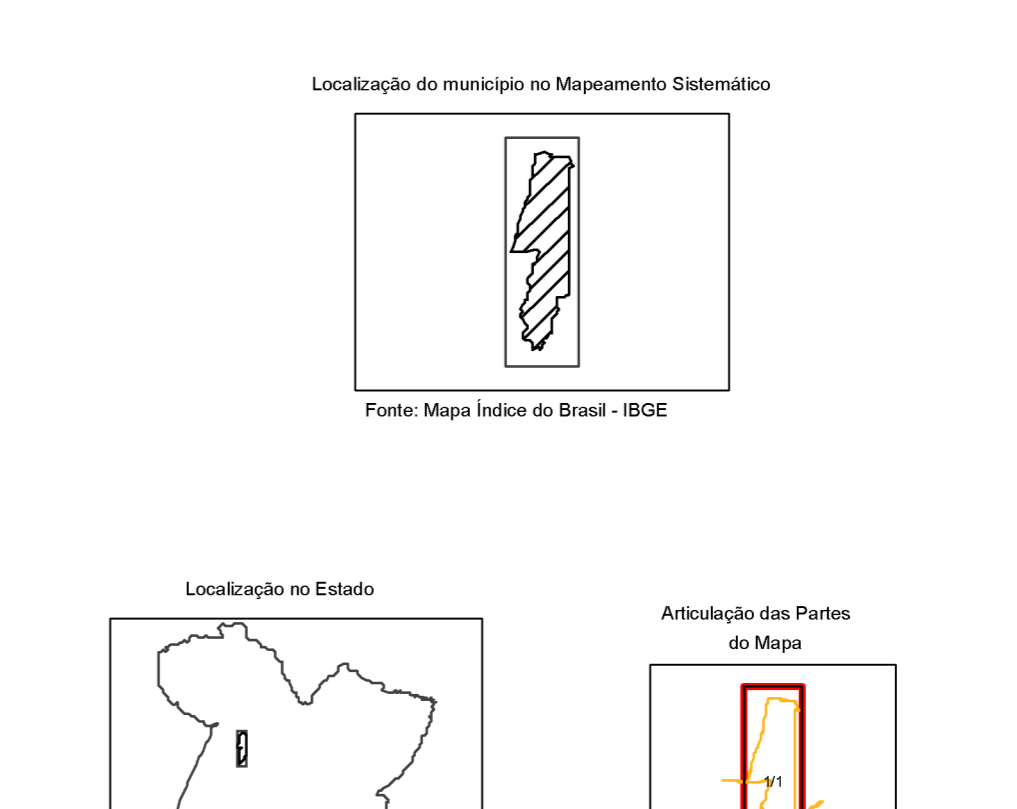 Localização do município no Mapeamento Sistemático
Fonte: Mapa Índice do Brasil - IBGE
Localização no Estado
Articulação das Partes
do Mapa
1/1